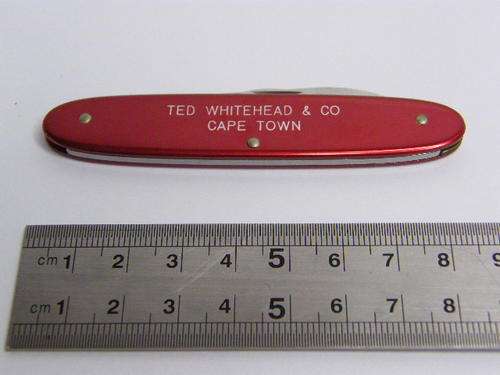 TED WHITEHEAD & CO
CAPE TOWN
cm 1 2 3 4 5 6 7 8 9
cm 1 2 3 4 5 6 7 8